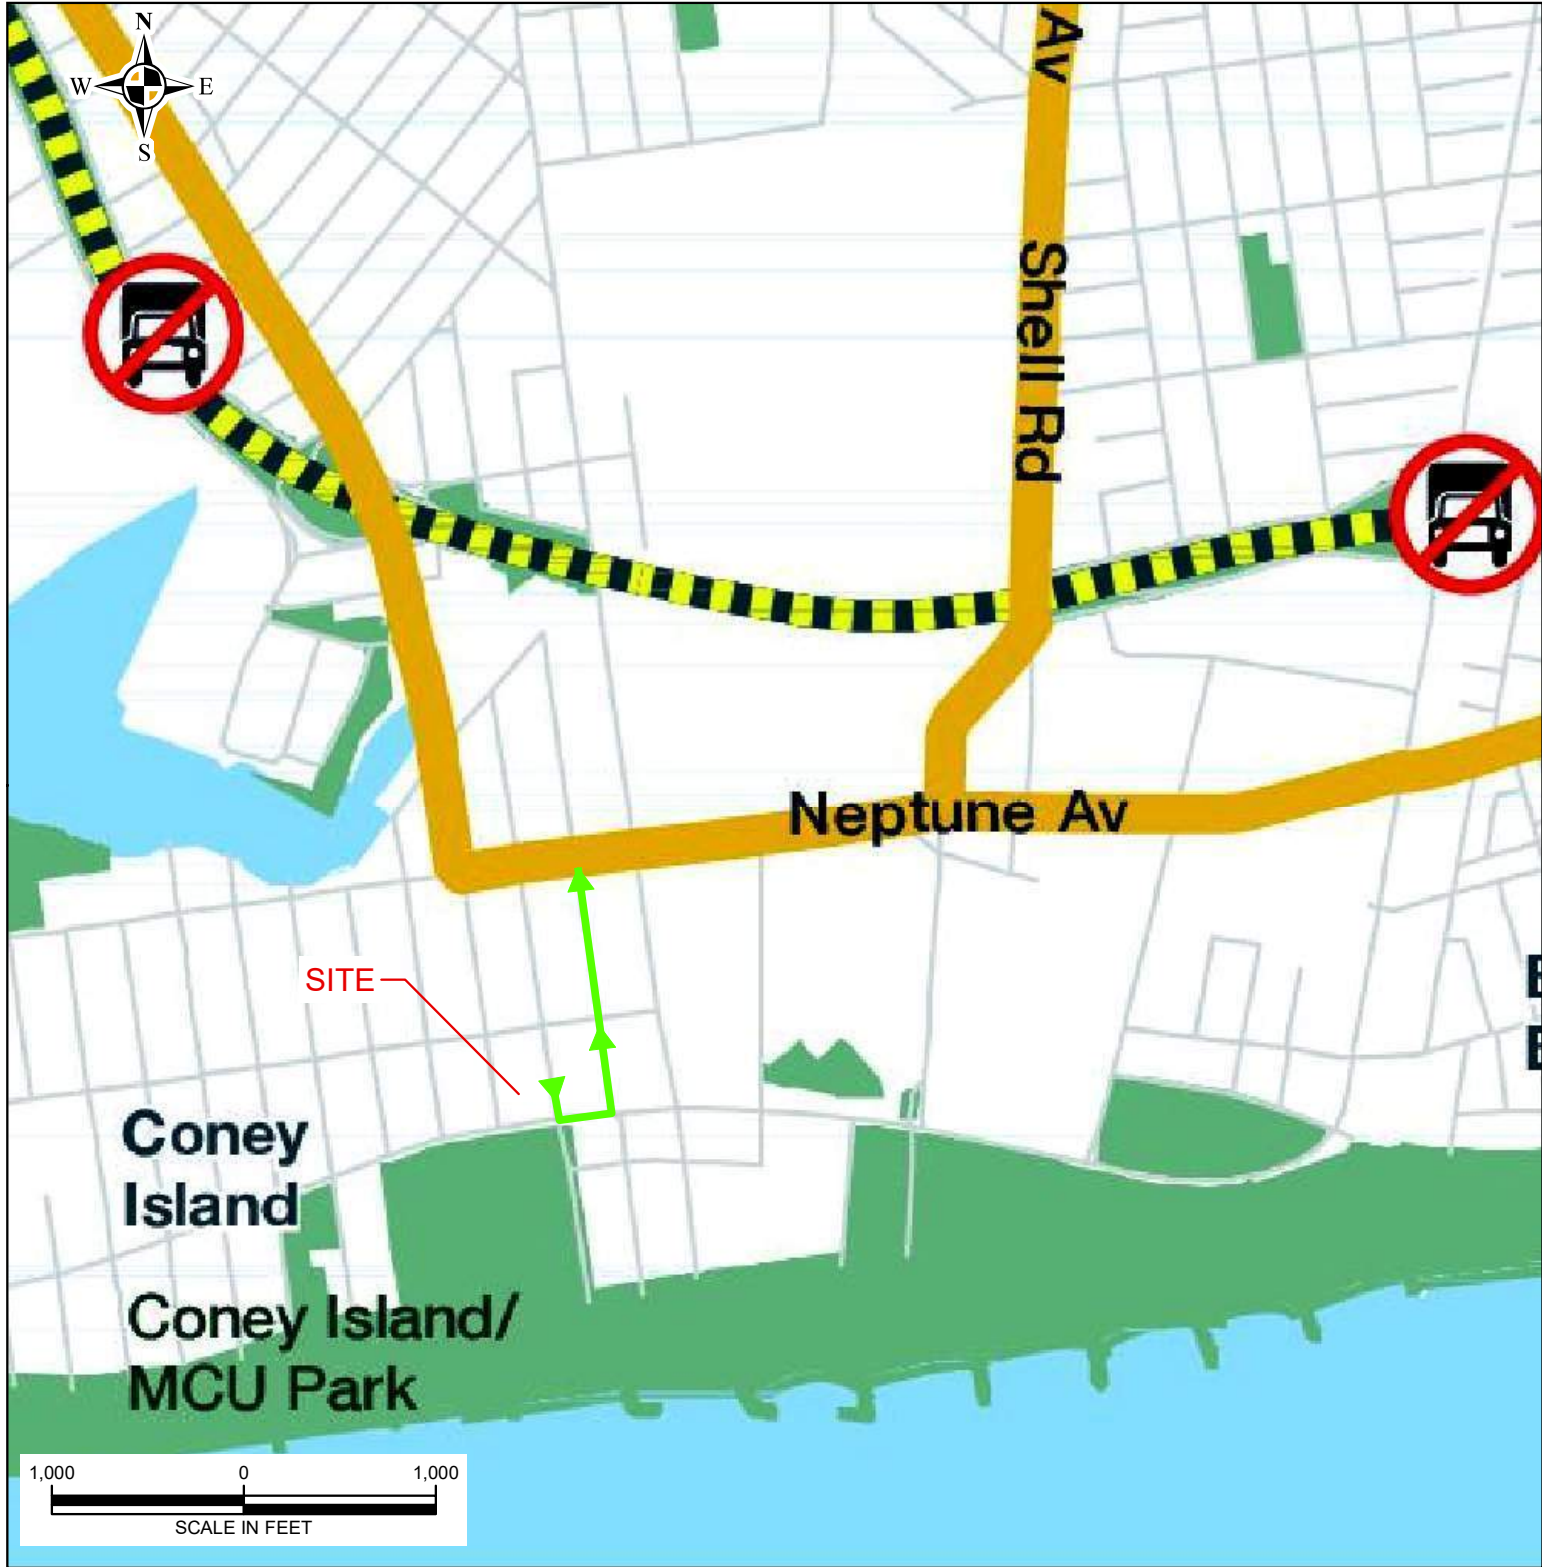 N
W E
S
Av
Shell Rd
Neptune Av
SITE
Coney
Island
Coney Island/
MCU Park
1,000 0 1,000
SCALE IN FEET